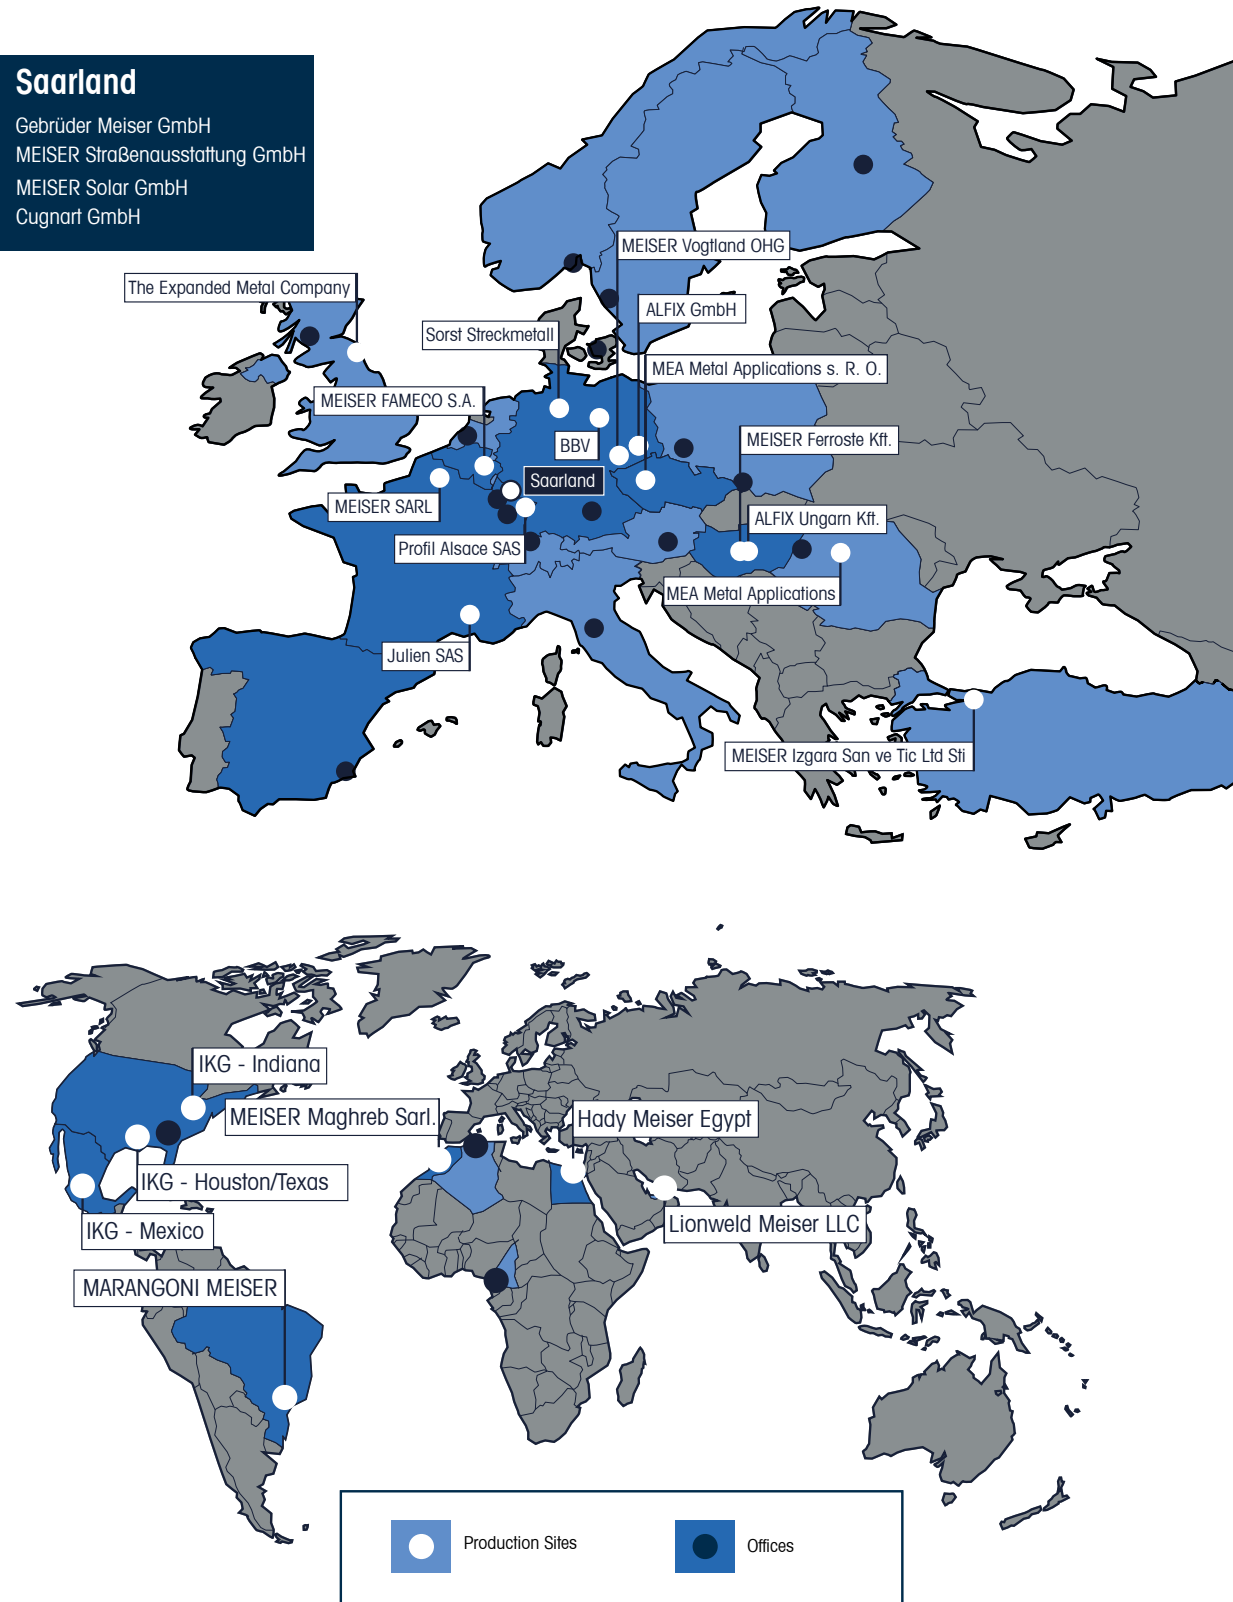 Saarland
Gebrüder Meiser GmbH
MEISER Straßenausstattung GmbH
MEISER Solar GmbH
Cugnart GmbH
MEISER Vogtland OHG
The Expanded Metal Company
ALFIX GmbH
Sorst Streckmetall
MEA Metal Applications s. R. O.
MEISER FAMECO S.A.
MEISER Ferroste Kft.
BBV
Saarland
MEISER SARL
ALFIX Ungarn Kft.
Profil Alsace SAS
MEA Metal Applications
Julien SAS
MEISER Izgara San ve Tic Ltd Sti
IKG - Indiana
MEISER Maghreb Sarl.
Hady Meiser Egypt
IKG - Houston/Texas
IKG - Mexico
Lionweld Meiser LLC
MARANGONI MEISER
Production Sites
Offices